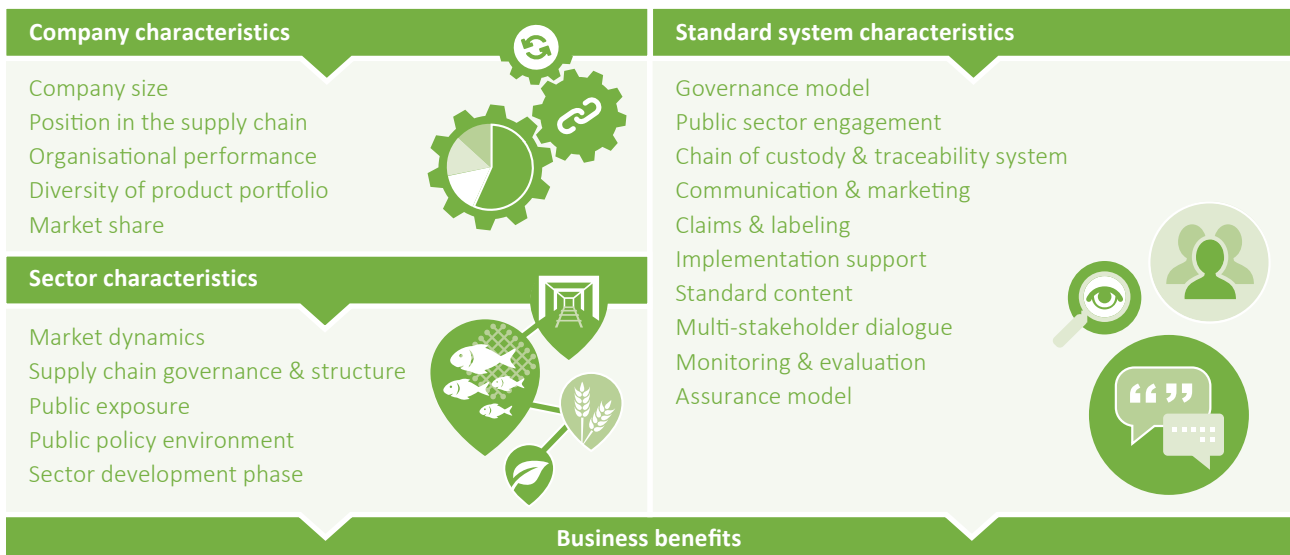 Company characteristics
Company size
Position in the supply chain
Organisational performance
Diversity of product portfolio
Market share
Sector characteristics
Market dynamics
Supply chain governance & structure
Public exposure
Public policy environment
Sector development phase
Standard system characteristics
Governance model
Public sector engagement
Chain of custody & traceability system
Communication & marketing
Claims & labeling
Implementation support
Standard content
Multi-stakeholder dialogue
Monitoring & evaluation
Assurance model
Business benefits